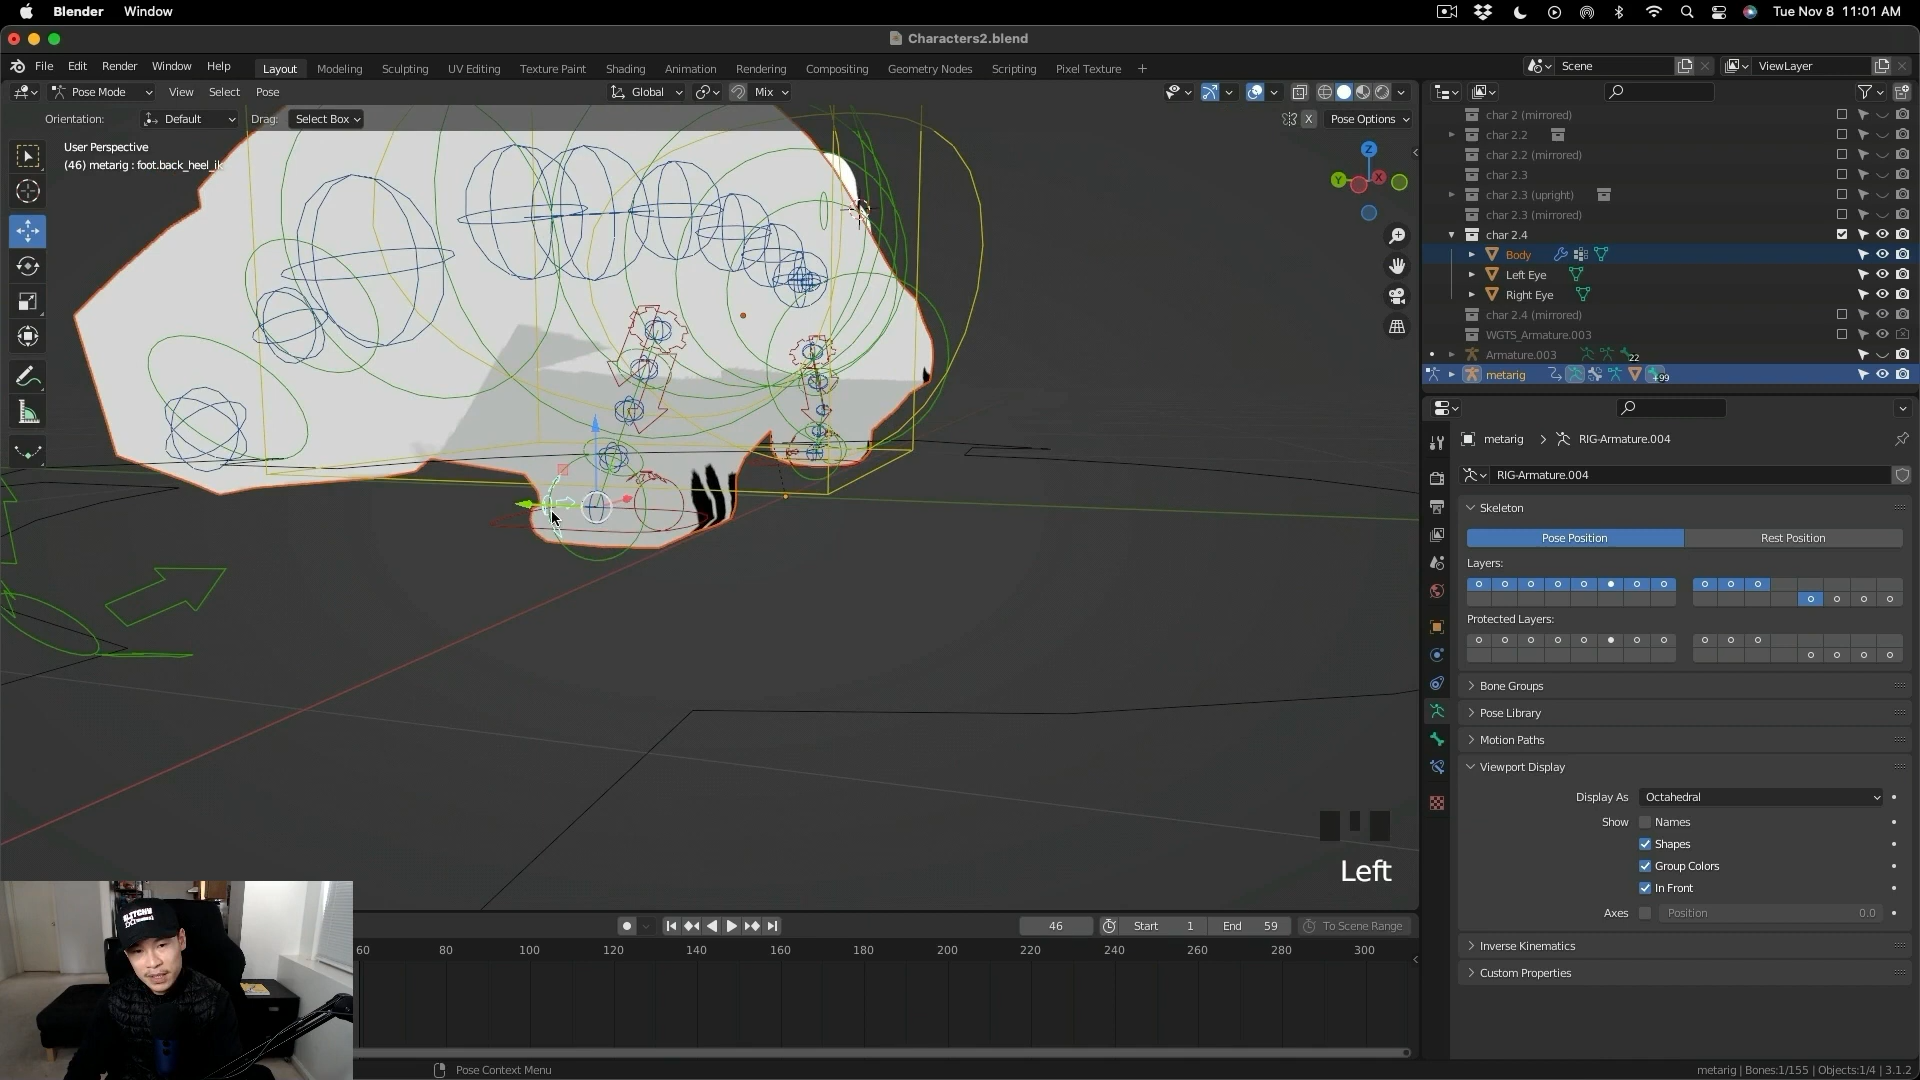 Blender Window
Tue Nov 8 11:01 AM
Characters2.blend
File Edit Render Window Help
Layout Modeling Sculpting UV Editing Texture Paint Shading Animation Rendering Compositing Geometry Nodes Scripting Pixel Texture +
Scene
ViewLayer
Pose Mode View Select Pose
Global
Mix
Orientation: Default Drag: Select Box
X Pose Options
User Perspective
(46) metarig : foot.back_heel_ik
Z
Y
X
Left
char 2 (mirrored)
char 2.2
char 2.2 (mirrored)
char 2.3
char 2.3 (upright)
char 2.3 (mirrored)
char 2.4
Body
Left Eye
Right Eye
char 2.4 (mirrored)
WGTS_Armature.003
Armature.003 22
metarig +99
metarig > RIG-Armature.004
RIG-Armature.004
Skeleton
Pose Position Rest Position
Layers:
Protected Layers:
Bone Groups
Pose Library
Motion Paths
Viewport Display
Display As Octahedral
Show Names
Shapes
Group Colors
In Front
Axes Position 0.0
Inverse Kinematics
Custom Properties
46 Start 1 End 59 To Scene Range
60 80 100 120 140 160 180 200 220 240 260 280 300
Pose Context Menu
metarig | Bones:1/155 | Objects:1/4 | 3.1.2